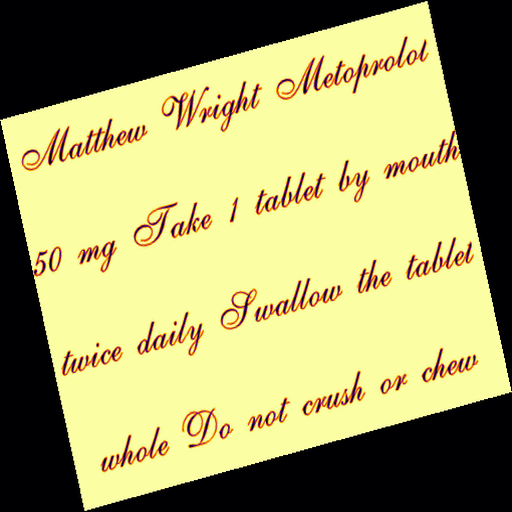 Matthew Wright Metoprolol
50 mg Take 1 tablet by mouth
twice daily Swallow the tablet
whole Do not crush or chew